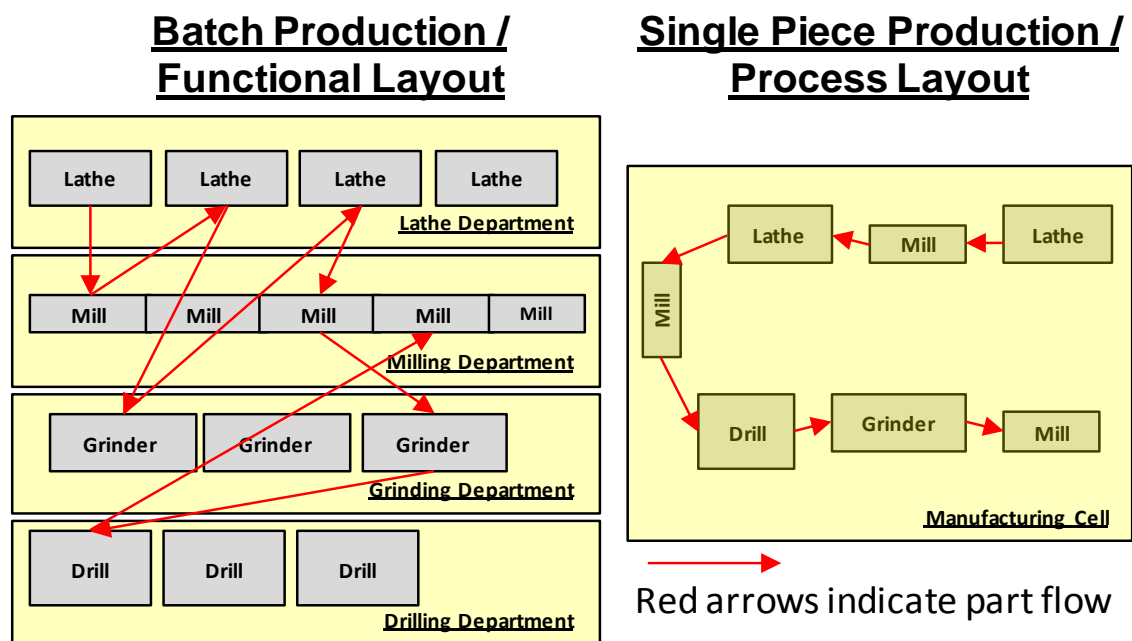 Batch Production /
Functional Layout
Lathe Lathe Lathe Lathe
Lathe Department
Mill Mill Mill Mill Mill
Milling Department
Grinder Grinder Grinder
Grinding Department
Drill Drill Drill
Drilling Department
Single Piece Production /
Process Layout
Lathe Mill Lathe
Mill
Drill Grinder Mill
Manufacturing Cell
Red arrows indicate part flow